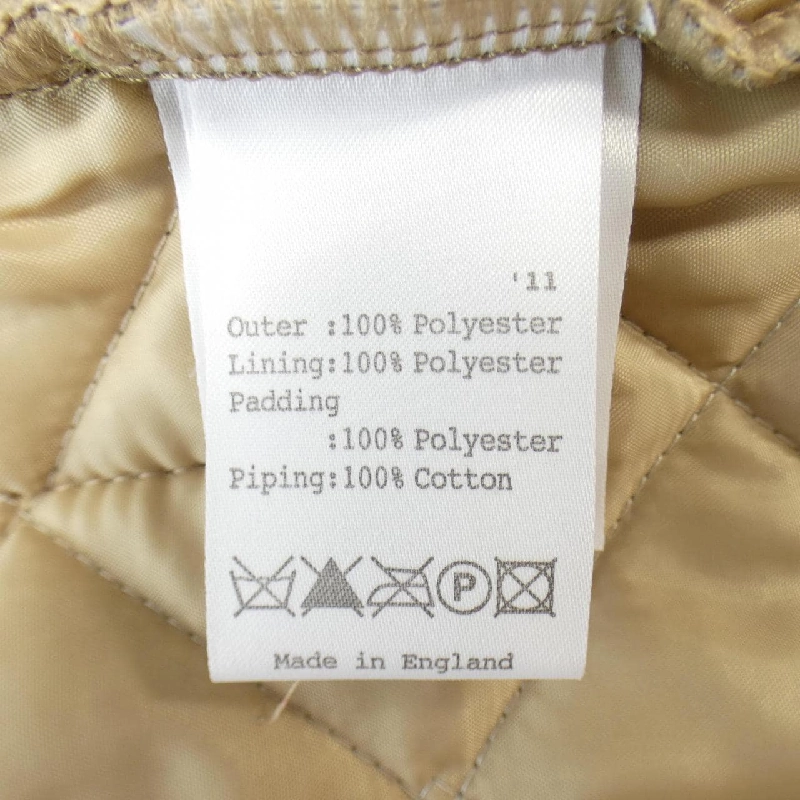 '11
Outer :100% Polyester
Lining:100% Polyester
Padding
:100% Polyester
Piping:100% Cotton
P
Made in England